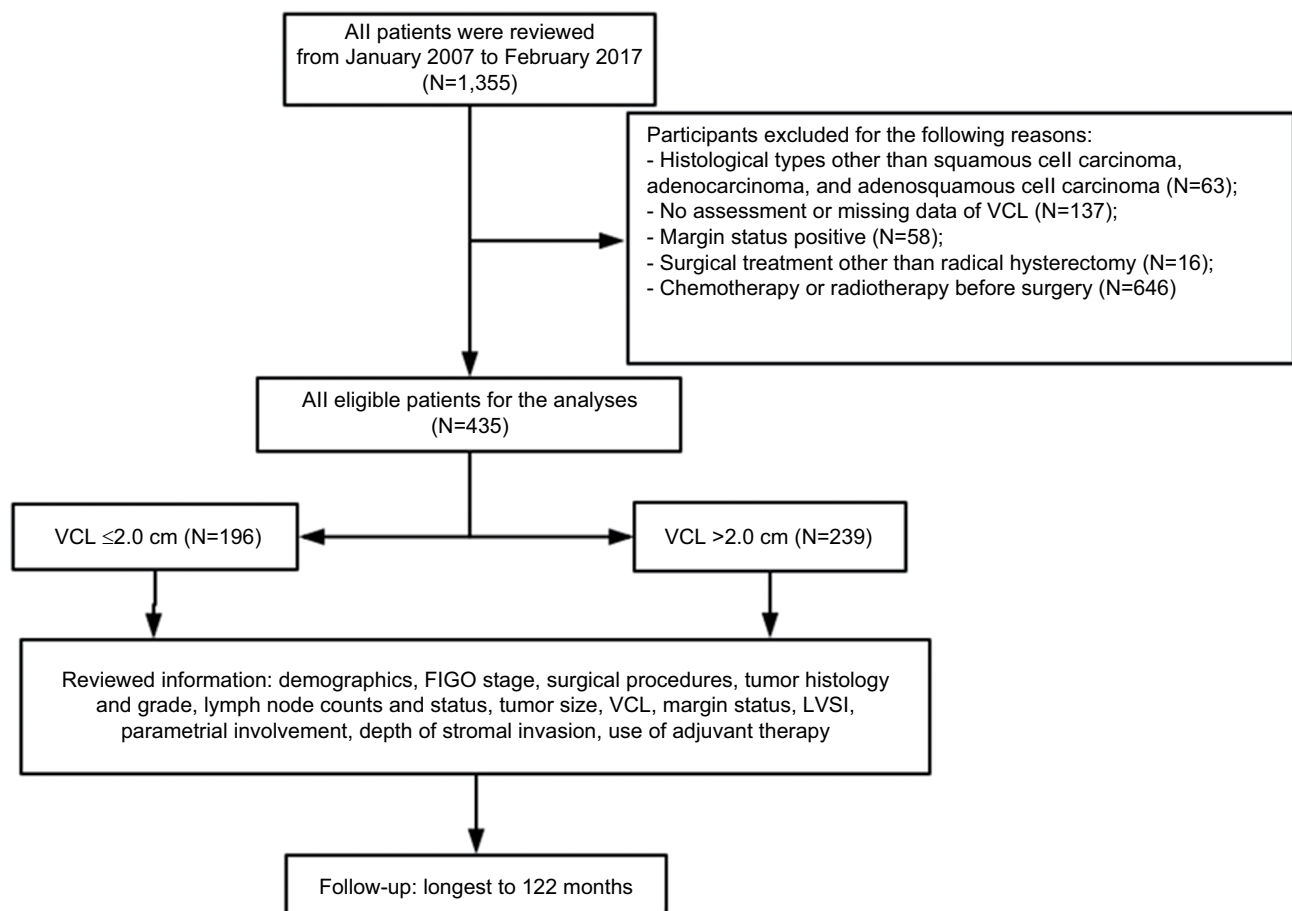 All patients were reviewed
from January 2007 to February 2017
(N=1,355)
Participants excluded for the following reasons:
- Histological types other than squamous cell carcinoma,
adenocarcinoma, and adenosquamous cell carcinoma (N=63);
- No assessment or missing data of VCL (N=137);
- Margin status positive (N=58);
- Surgical treatment other than radical hysterectomy (N=16);
- Chemotherapy or radiotherapy before surgery (N=646)
All eligible patients for the analyses
(N=435)
VCL ≤2.0 cm (N=196)
VCL >2.0 cm (N=239)
Reviewed information: demographics, FIGO stage, surgical procedures, tumor histology
and grade, lymph node counts and status, tumor size, VCL, margin status, LVSI,
parametrial involvement, depth of stromal invasion, use of adjuvant therapy
Follow-up: longest to 122 months